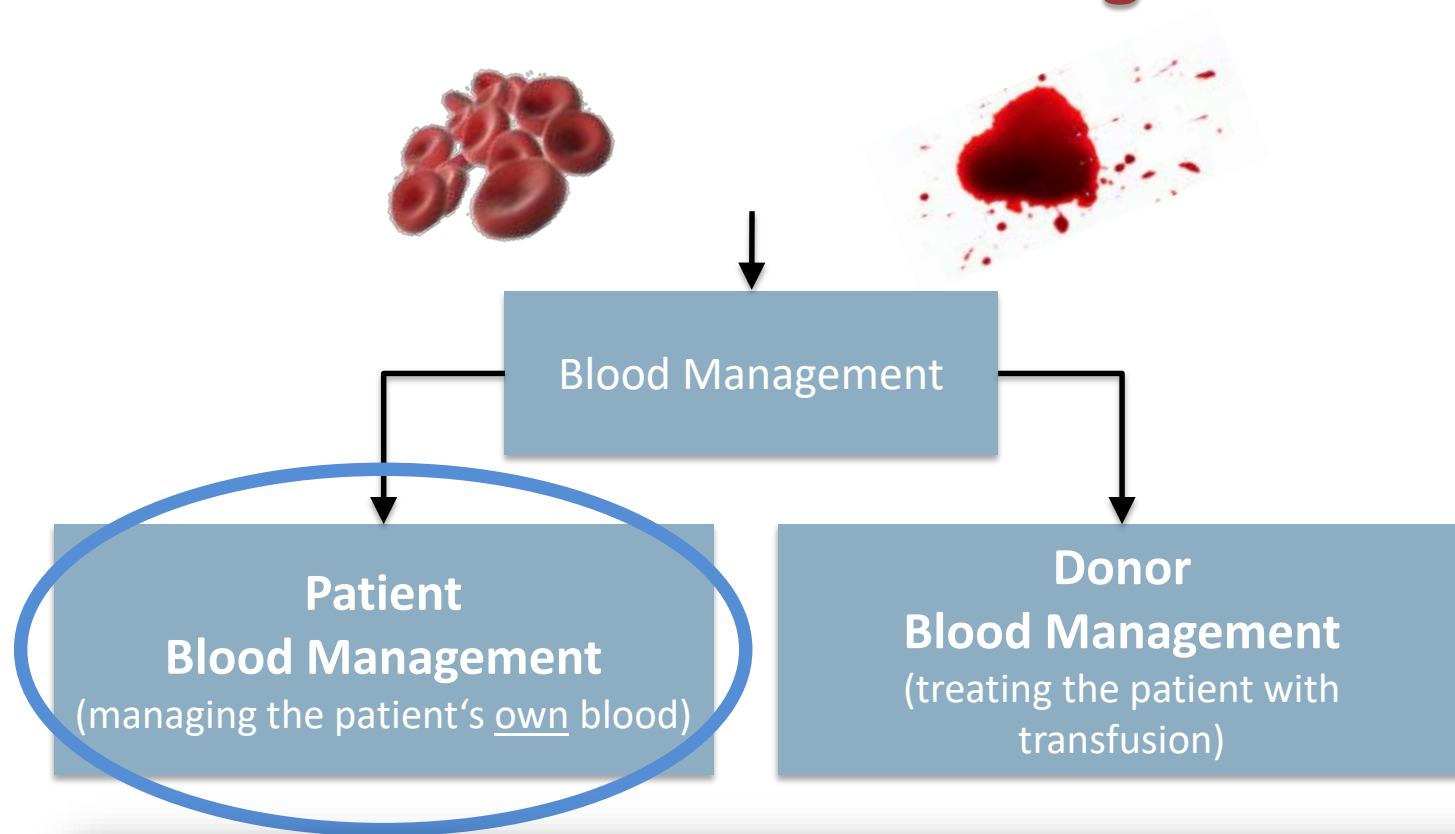 Blood Management
Patient
Blood Management
(managing the patient‘s own blood)
Donor
Blood Management
(treating the patient with
transfusion)